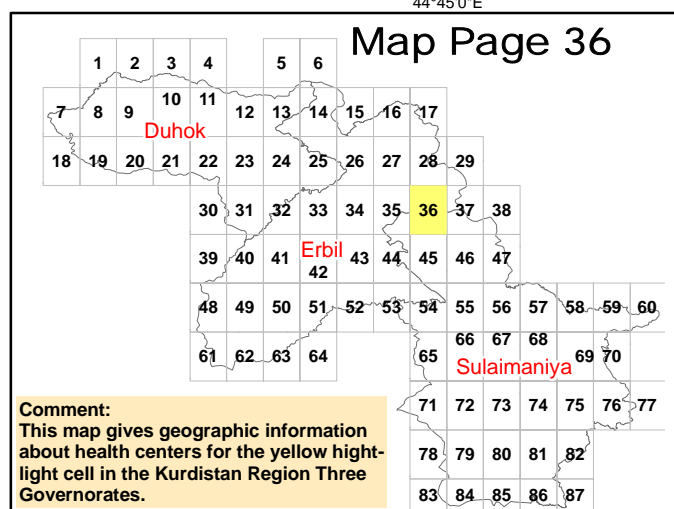 44°45'0"E
Map Page 36
1 2 3 4 5 6
7 8 9 10 11 12 13 14 15 16 17
Duhok
18 19 20 21 22 23 24 25 26 27 28 29
30 31 32 33 34 35 36 37 38
Erbil
39 40 41 42 43 44 45 46 47
48 49 50 51 52 53 54 55 56 57 58 59 60
61 62 63 64 65 66 67 68 69 70
Sulaimaniya
71 72 73 74 75 76 77
78 79 80 81 82
83 84 85 86 87
Comment:
This map gives geographic information
about health centers for the yellow hight-
light cell in the Kurdistan Region Three
Governorates.